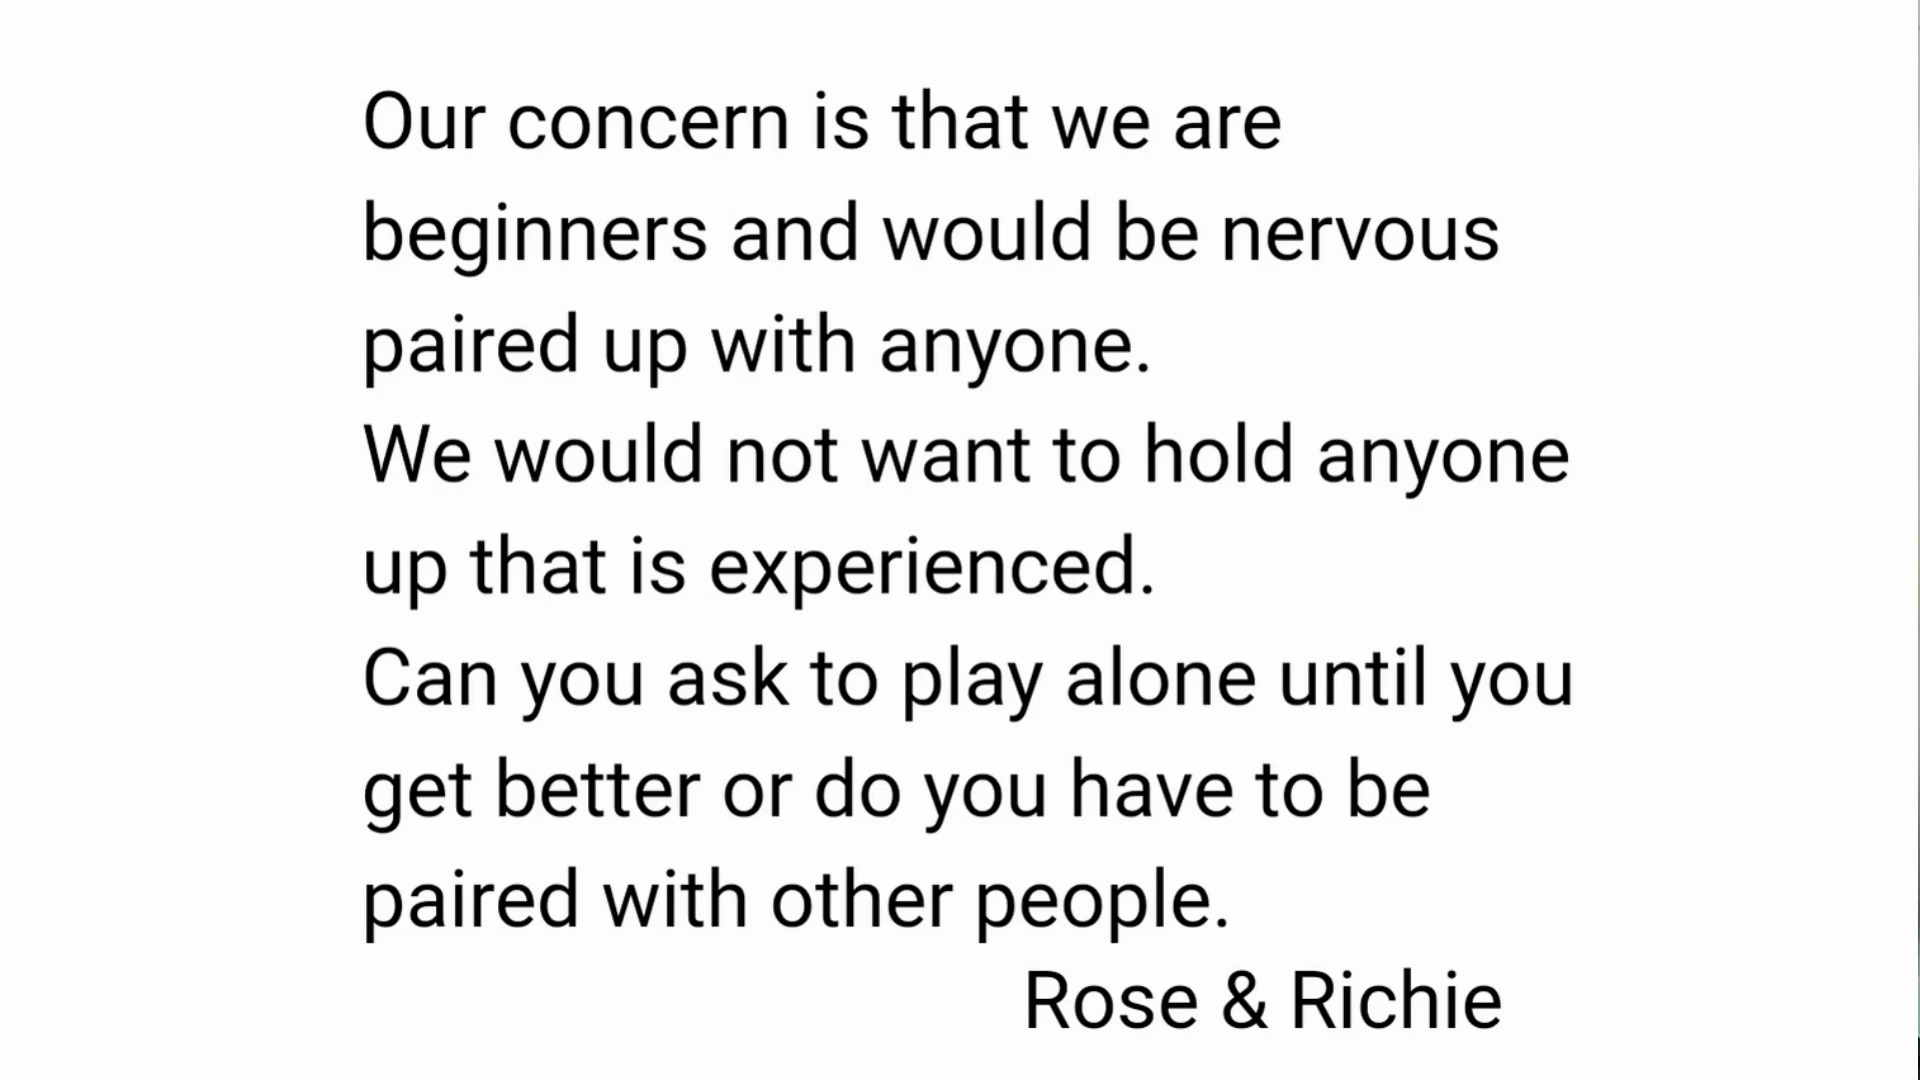 Our concern is that we are
beginners and would be nervous
paired up with anyone.
We would not want to hold anyone
up that is experienced.
Can you ask to play alone until you
get better or do you have to be
paired with other people.
Rose & Richie